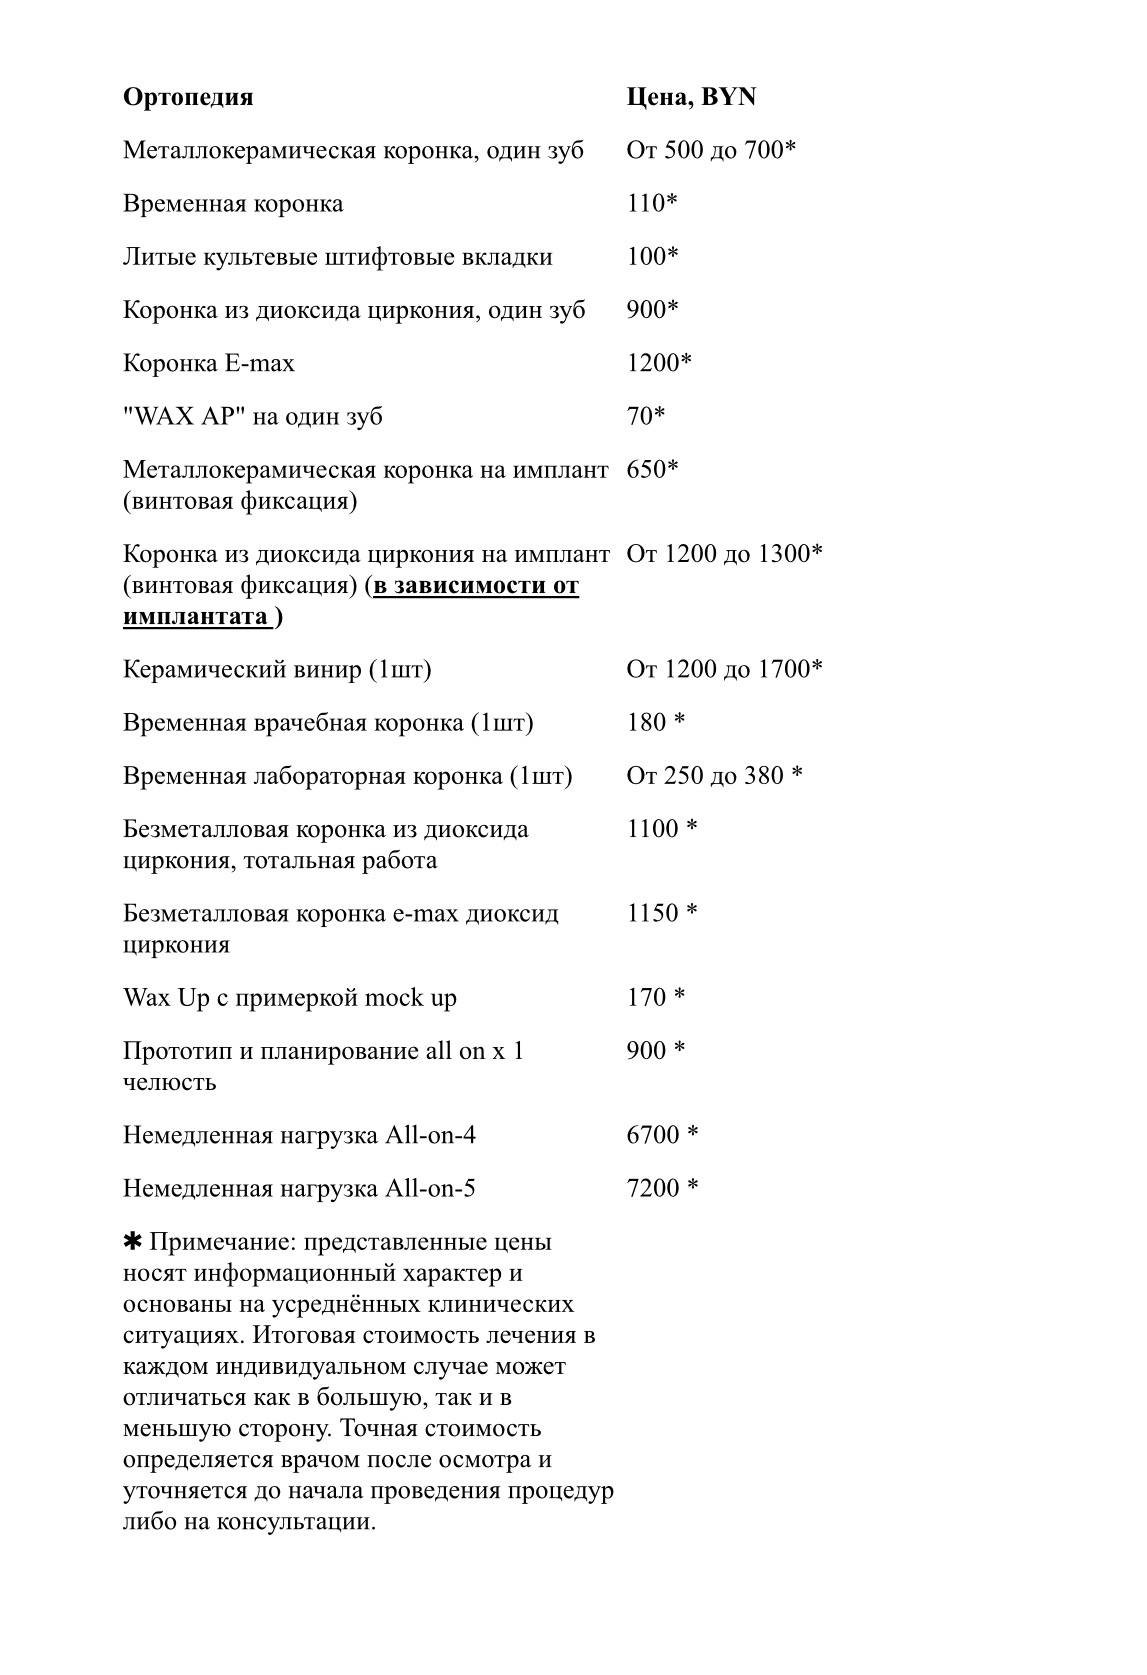 Ортопедия Цена, BYN
Металлокерамическая коронка, один зуб От 500 до 700*
Временная коронка 110*
Литые культевые штифтовые вкладки 100*
Коронка из диоксида циркония, один зуб 900*
Коронка E-max 1200*
"WAX AP" на один зуб 70*
Металлокерамическая коронка на имплант 650*
(винтовая фиксация)
Коронка из диоксида циркония на имплант От 1200 до 1300*
(винтовая фиксация) (в зависимости от
имплантата )
Керамический винир (1шт) От 1200 до 1700*
Временная врачебная коронка (1шт) 180 *
Временная лабораторная коронка (1шт) От 250 до 380 *
Безметалловая коронка из диоксида 1100 *
циркония, тотальная работа
Безметалловая коронка e-max диоксид 1150 *
циркония
Wax Up с примеркой mock up 170 *
Прототип и планирование all on x 1 900 *
челюсть
Немедленная нагрузка All-on-4 6700 *
Немедленная нагрузка All-on-5 7200 *
✱ Примечание: представленные цены
носят информационный характер и
основаны на усреднённых клинических
ситуациях. Итоговая стоимость лечения в
каждом индивидуальном случае может
отличаться как в большую, так и в
меньшую сторону. Точная стоимость
определяется врачом после осмотра и
уточняется до начала проведения процедур
либо на консультации.